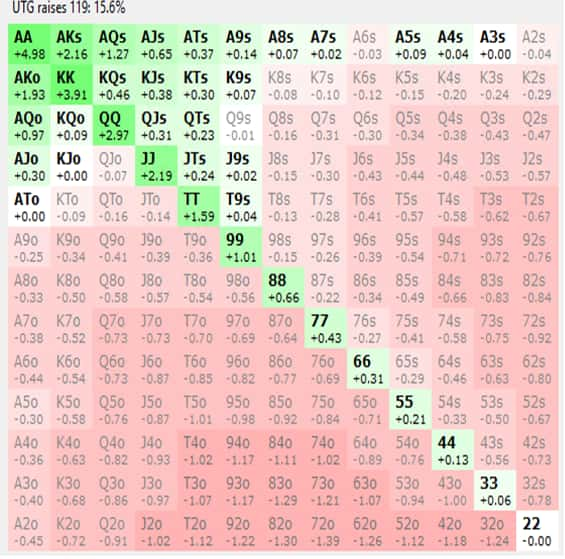 UTG raises 119: 15.6%
AA AKs AQs AJs ATs A9s A8s A7s A6s A5s A4s A3s A2s
+4.98 +2.16 +1.27 +0.65 +0.37 +0.14 +0.07 +0.02 -0.03 +0.09 +0.04 +0.00 -0.04
AKo KK KQs KJs KTs K9s K8s K7s K6s K5s K4s K3s K2s
+1.93 +3.91 +0.46 +0.38 +0.30 +0.07 -0.08 -0.10 -0.12 -0.15 -0.20 -0.24 -0.29
AQo KQo QQ QJs QTs Q9s Q8s Q7s Q6s Q5s Q4s Q3s Q2s
+0.97 +0.09 +2.97 +0.31 +0.23 -0.01 -0.16 -0.31 -0.30 -0.34 -0.38 -0.43 -0.47
AJo KJo QJo JJ JTs J9s J8s J7s J6s J5s J4s J3s J2s
+0.30 +0.00 -0.07 +2.19 +0.24 +0.02 -0.15 -0.30 -0.43 -0.44 -0.48 -0.53 -0.57
ATo KTo QTo JTo TT T9s T8s T7s T6s T5s T4s T3s T2s
+0.00 -0.09 -0.16 -0.14 +1.59 +0.04 -0.13 -0.28 -0.41 -0.57 -0.58 -0.62 -0.67
A9o K9o Q9o J9o T9o 99 98s 97s 96s 95s 94s 93s 92s
-0.25 -0.34 -0.41 -0.39 -0.36 +1.01 -0.15 -0.26 -0.39 -0.54 -0.71 -0.72 -0.76
A8o K8o Q8o J8o T8o 98o 88 87s 86s 85s 84s 83s 82s
-0.33 -0.50 -0.58 -0.57 -0.54 -0.56 +0.66 -0.22 -0.34 -0.49 -0.66 -0.83 -0.84
A7o K7o Q7o J7o T7o 97o 87o 77 76s 75s 74s 73s 72s
-0.38 -0.52 -0.73 -0.73 -0.70 -0.69 -0.64 +0.43 -0.27 -0.41 -0.58 -0.75 -0.92
A6o K6o Q6o J6o T6o 96o 86o 76o 66 65s 64s 63s 62s
-0.44 -0.54 -0.73 -0.87 -0.85 -0.82 -0.77 -0.69 +0.31 -0.29 -0.46 -0.63 -0.80
A5o K5o Q5o J5o T5o 95o 85o 75o 65o 55 54s 53s 52s
-0.30 -0.58 -0.76 -0.87 -1.01 -0.98 -0.92 -0.84 -0.71 +0.21 -0.33 -0.50 -0.67
A4o K4o Q4o J4o T4o 94o 84o 74o 64o 54o 44 43s 42s
-0.36 -0.63 -0.82 -0.93 -1.02 -1.17 -1.11 -1.02 -0.89 -0.76 +0.13 -0.56 -0.73
A3o K3o Q3o J3o T3o 93o 83o 73o 63o 53o 43o 33 32s
-0.40 -0.68 -0.86 -0.97 -1.07 -1.17 -1.29 -1.21 -1.07 -0.94 -1.00 +0.06 -0.78
A2o K2o Q2o J2o T2o 92o 82o 72o 62o 52o 42o 32o 22
-0.45 -0.72 -0.91 -1.02 -1.12 -1.22 -1.30 -1.39 -1.26 -1.12 -1.18 -1.24 -0.00